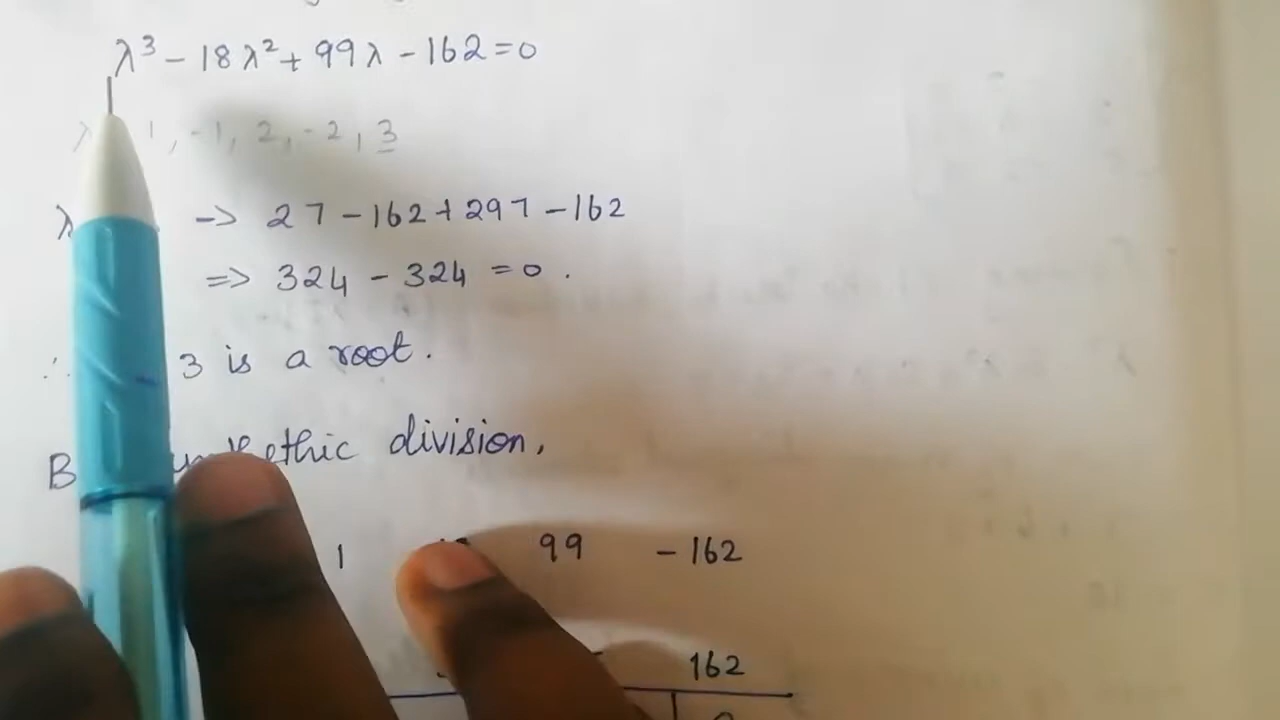 λ³ - 18λ² + 99λ - 162 = 0
λ 1, -1, 2, -2, 3
λ -> 27 - 162 + 297 - 162
=> 324 - 324 = 0.
∴ 3 is a root.
division,
1 99 - 162
162